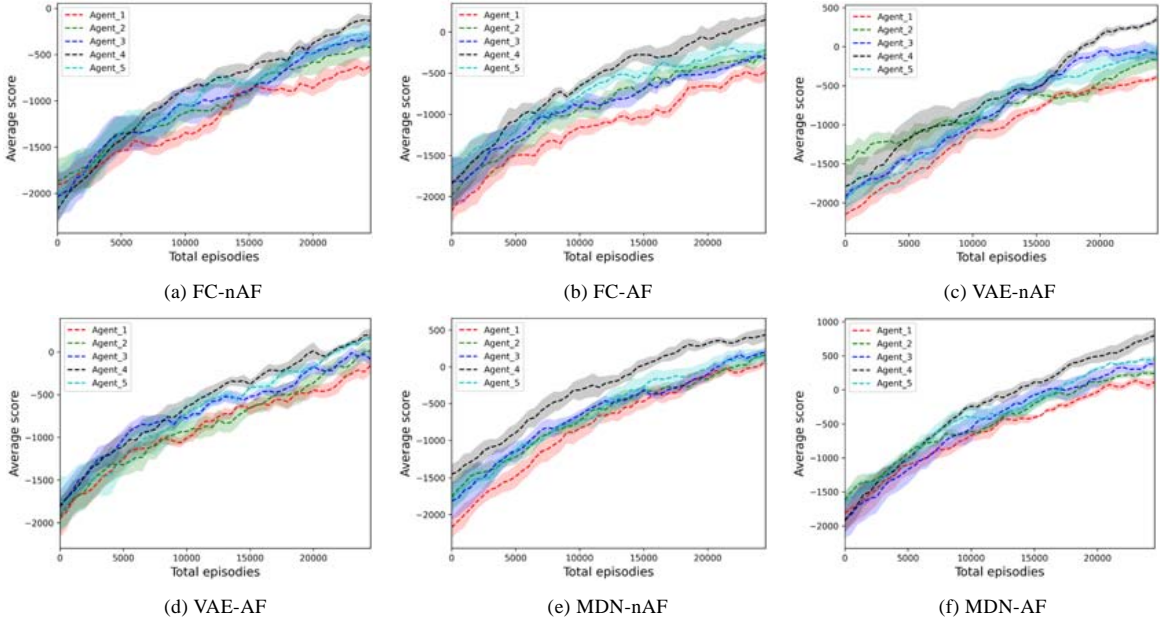 Agent_1
Agent_2
Agent_3
Agent_4
Agent_5
Average score
0
−500
−1000
−1500
−2000
0 5000 10000 15000 20000
Total episodies
(a) FC-nAF
Agent_1
Agent_2
Agent_3
Agent_4
Agent_5
Average score
0
−500
−1000
−1500
−2000
0 5000 10000 15000 20000
Total episodies
(b) FC-AF
Agent_1
Agent_2
Agent_3
Agent_4
Agent_5
Average score
500
0
−500
−1000
−1500
−2000
0 5000 10000 15000 20000
Total episodies
(c) VAE-nAF
Agent_1
Agent_2
Agent_3
Agent_4
Agent_5
Average score
0
−500
−1000
−1500
−2000
0 5000 10000 15000 20000
Total episodies
(d) VAE-AF
Agent_1
Agent_2
Agent_3
Agent_4
Agent_5
Average score
500
0
−500
−1000
−1500
−2000
0 5000 10000 15000 20000
Total episodies
(e) MDN-nAF
Agent_1
Agent_2
Agent_3
Agent_4
Agent_5
Average score
1000
500
0
−500
−1000
−1500
−2000
0 5000 10000 15000 20000
Total episodies
(f) MDN-AF